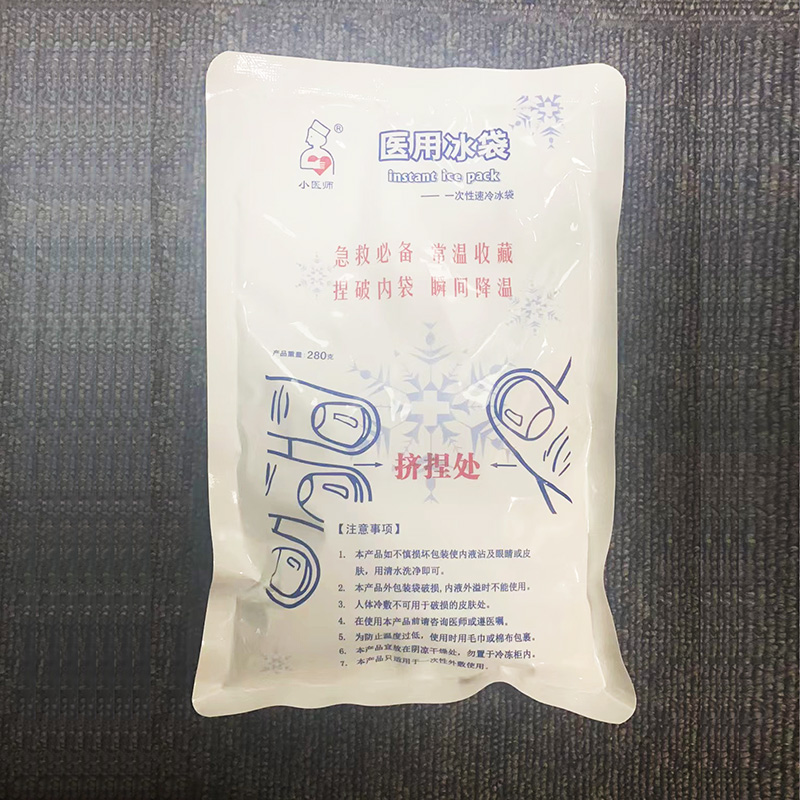 小医师
®
医用冰袋
instant ice pack
—— 一次性速冷冰袋
急救必备 常温收藏
捏破内袋 瞬间降温
产品重量 280克
挤捏处
【注意事项】
1. 本产品如不慎损坏包装使内液沾及眼睛或皮
肤，用清水洗净即可。
2. 本产品外包装袋破损,内液外溢时不能使用。
3. 人体冷敷不可用于破损的皮肤处。
4. 在使用本产品前请咨询医师或遵医嘱。
5. 为防止温度过低，使用时用毛巾或棉布包裹。
6. 本产品宜放在阴凉干燥处，勿置于冷冻柜内。
7. 本产品只适用于一次性外敷使用。